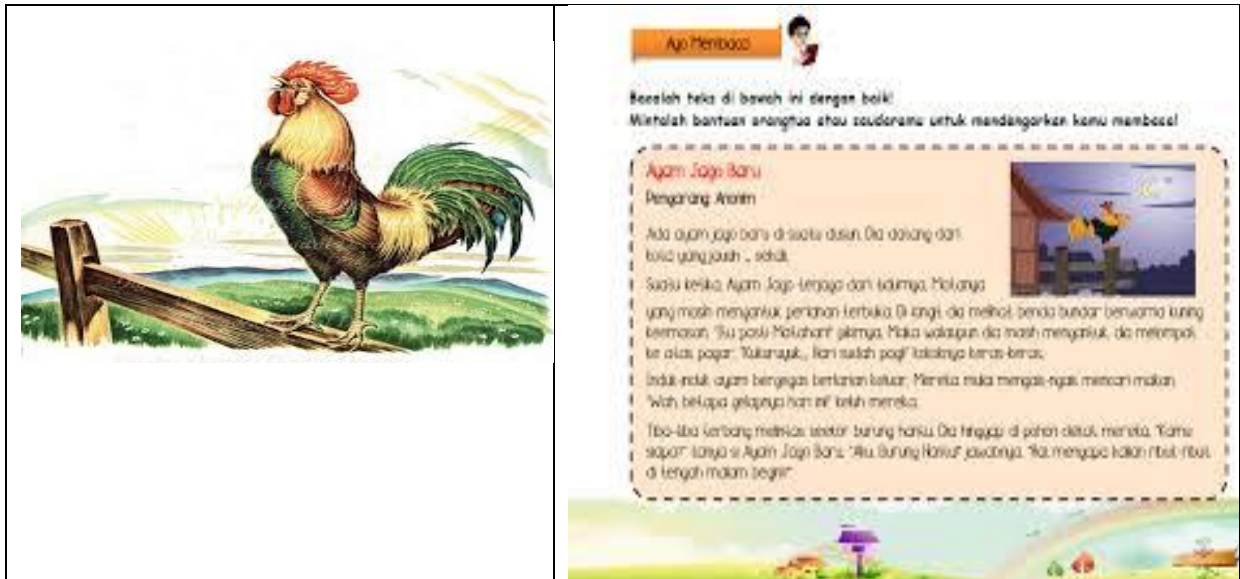 Ayo Membaca
Bacalah teks di bawah ini dengan baik!
Mintalah bantuan orangtua atau saudaramu untuk mendengarkan kamu membaca!
Ayam Jago Baru
Pengarang: Anonim
Ada ayam jago baru di suatu dusun. Dia datang dari
kota yang jauh ... sekali.
Suatu ketika, Ayam Jago terjaga dari tidurnya. Matanya
yang masih mengantuk perlahan terbuka. Di langit, dia melihat benda bundar berwarna kuning
keemasan. "Itu pasti Matahari!" pikirnya. Maka walaupun dia masih mengantuk, dia melompat
ke atas pagar. "Kukuruyuk... Hari sudah pagi!" kokoknya keras-keras.
Induk-induk ayam bergegas berlarian keluar. Mereka mulai mengais-ngais mencari makan.
"Wah, betapa gelapnya hari ini!" keluh mereka.
Tiba-tiba terbang melintas seekor burung hantu. Dia hinggap di pohon dekat mereka. "Kamu
siapa?" tanya si Ayam Jago Baru. "Aku Burung Hantu!" jawabnya. "Hai, mengapa kalian ribut-ribut
di tengah malam begini?"